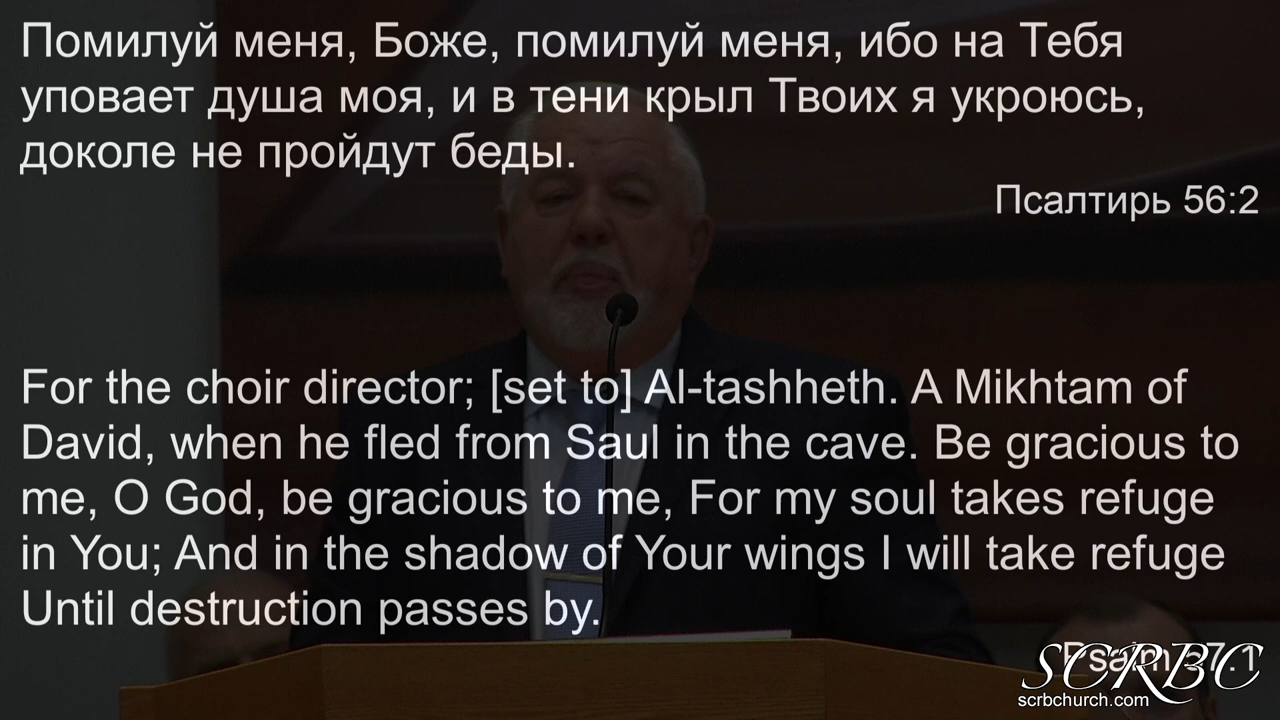 Помилуй меня, Боже, помилуй меня, ибо на Тебя
уповает душа моя, и в тени крыл Твоих я укроюсь,
доколе не пройдут беды.
Псалтирь 56:2
For the choir director; [set to] Al-tashheth. A Mikhtam of
David, when he fled from Saul in the cave. Be gracious to
me, O God, be gracious to me, For my soul takes refuge
in You; And in the shadow of Your wings I will take refuge
Until destruction passes by.
Psalm 57:1
SCRBC
scrbchurch.com